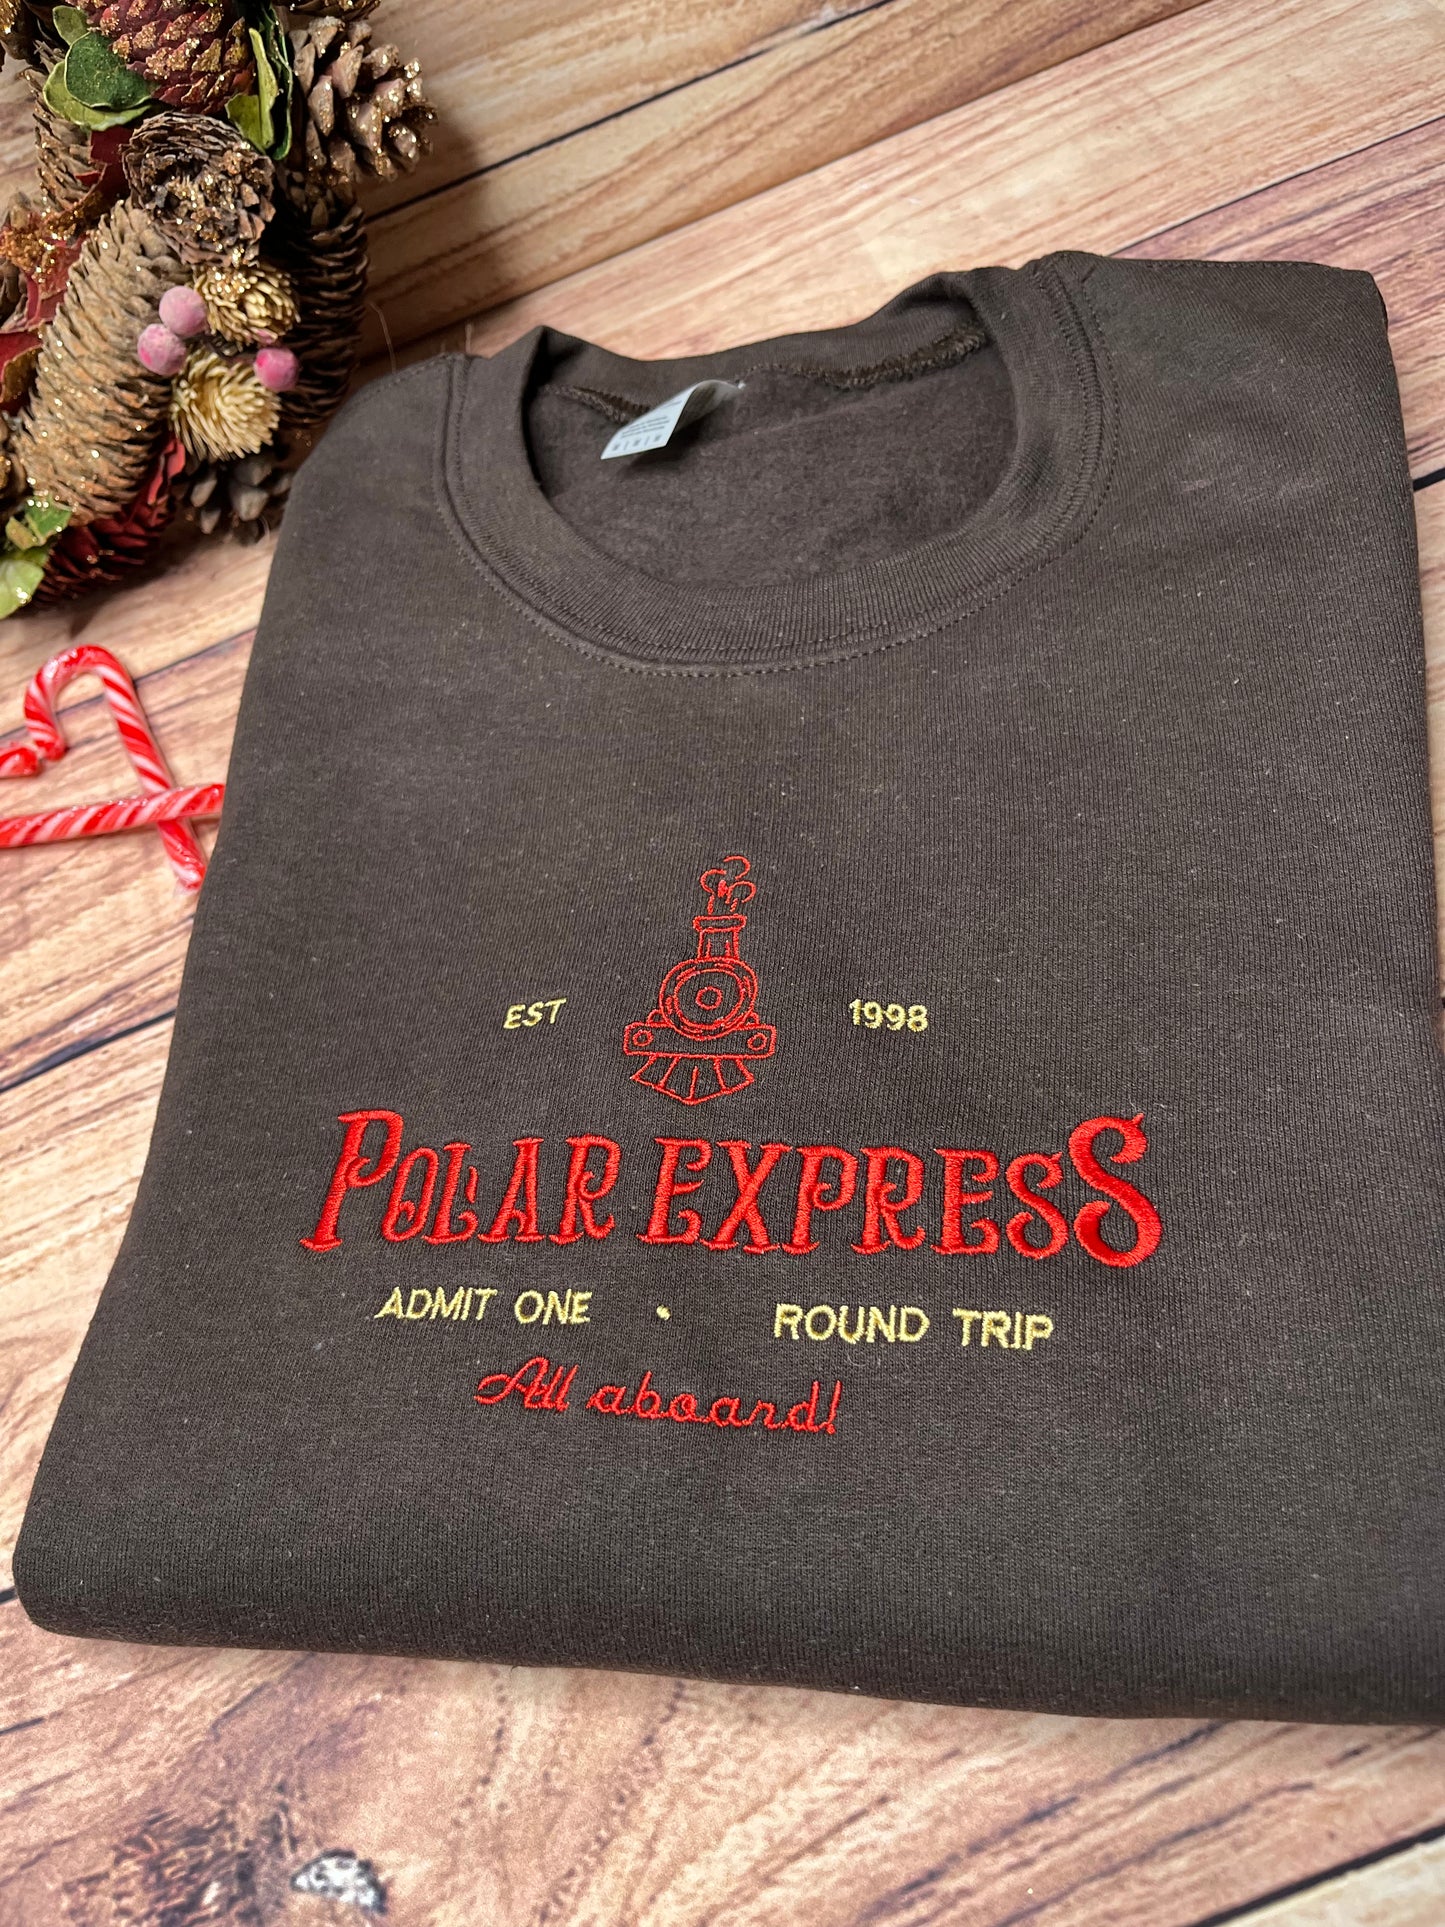 EST 1998
POLAR EXPRESS
ADMIT ONE • ROUND TRIP
All aboard!